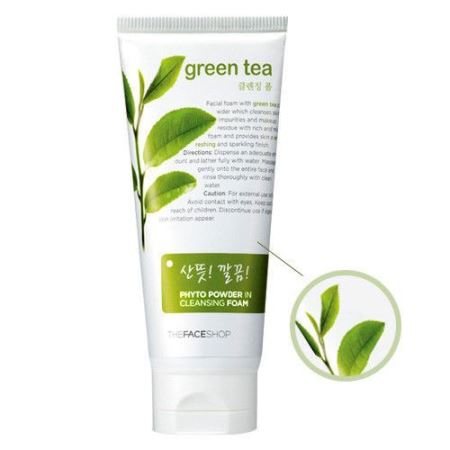 green tea
클렌징 폼
Facial foam with green tea
wder which cleanses
impurities and makeup
residue with rich and
foam and provides skin a
reshing and sparkling finish.
Directions: Dispense an adequate
ount and lather fully with water.
gently onto the entire face and
rinse thoroughly with clean
water.
Caution: For external use
Avoid contact with eyes. Keep
reach of children. Discontinue use if
skin irritation appear.
산뜻! 깔끔!
PHYTO POWDER IN
CLEANSING FOAM
THEFACESHOP